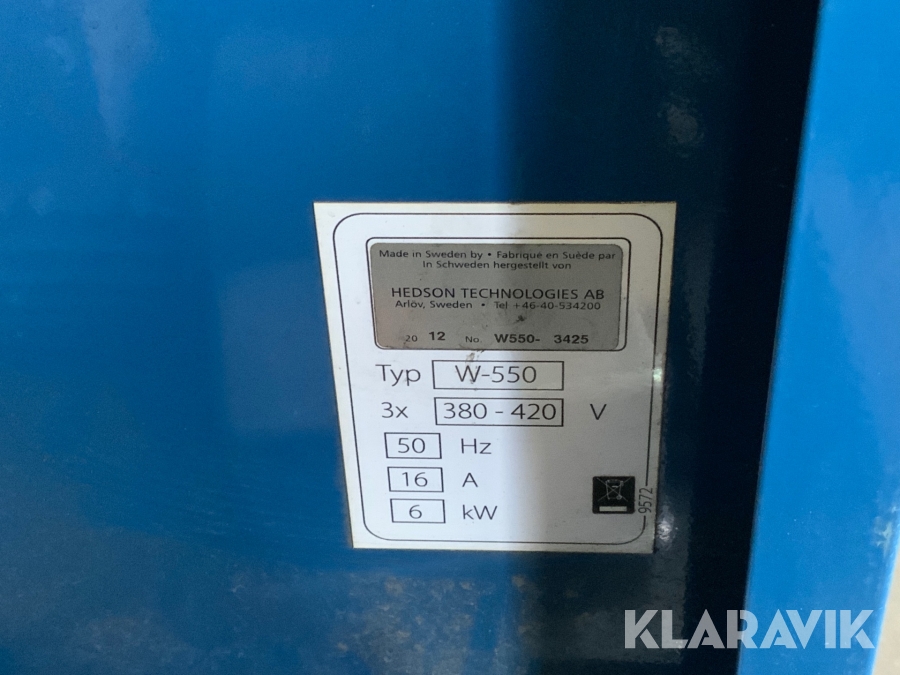 Made in Sweden by • Fabriqué en Suéde par
In Schweden hergestellt von
HEDSON TECHNOLOGIES AB
Arlöv, Sweden • Tel +46-40-534200
20 12 No. W550- 3425
Typ W-550
3x 380 - 420 V
50 Hz
16 A
6 kW
9572
KLARAVIK